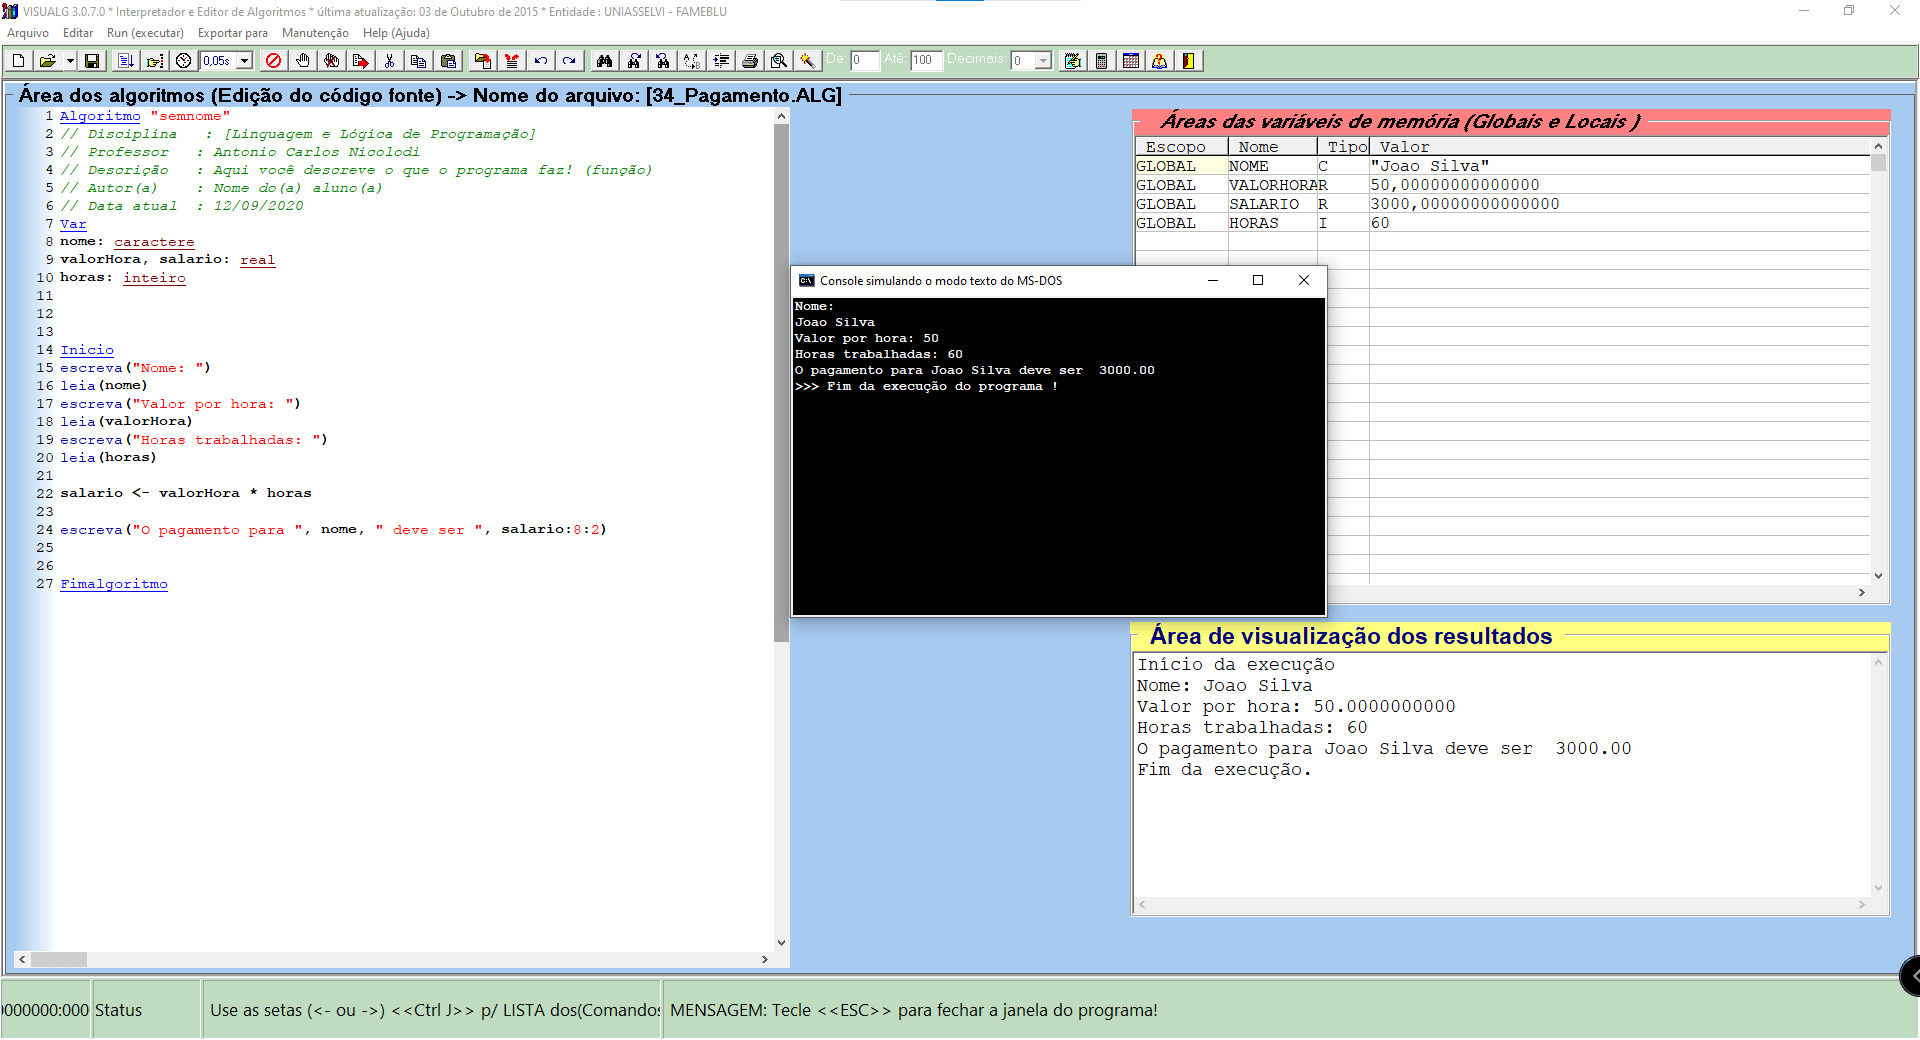 VISUALG 3.0.7.0 * Interpretador e Editor de Algoritmos * última atualização: 03 de Outubro de 2015 * Entidade : UNIASSELVI - FAMEBLU
Arquivo Editar Run (executar) Exportar para Manutenção Help (Ajuda)
0,05s De: 0 Até: 100 Decimais: 0
Área dos algoritmos (Edição do código fonte) -> Nome do arquivo: [34_Pagamento.ALG]
1 Algoritmo "semnome"
2 // Disciplina : [Linguagem e Lógica de Programação]
3 // Professor : Antonio Carlos Nicolodi
4 // Descrição : Aqui você descreve o que o programa faz! (função)
5 // Autor(a) : Nome do(a) aluno(a)
6 // Data atual : 12/09/2020
7 Var
8 nome: caractere
9 valorHora, salario: real
10 horas: inteiro
11
12
13
14 Inicio
15 escreva("Nome: ")
16 leia(nome)
17 escreva("Valor por hora: ")
18 leia(valorHora)
19 escreva("Horas trabalhadas: ")
20 leia(horas)
21
22 salario <- valorHora * horas
23
24 escreva("O pagamento para ", nome, " deve ser ", salario:8:2)
25
26
27 Fimalgoritmo
Áreas das variáveis de memória (Globais e Locais )
Escopo Nome Tipo Valor
GLOBAL NOME C "Joao Silva"
GLOBAL VALORHORA R 50,00000000000000
GLOBAL SALARIO R 3000,00000000000000
GLOBAL HORAS I 60
Console simulando o modo texto do MS-DOS
Nome:
Joao Silva
Valor por hora: 50
Horas trabalhadas: 60
O pagamento para Joao Silva deve ser 3000.00
>>> Fim da execução do programa !
Área de visualização dos resultados
Início da execução
Nome: Joao Silva
Valor por hora: 50.0000000000
Horas trabalhadas: 60
O pagamento para Joao Silva deve ser 3000.00
Fim da execução.
0000000:000 Status Use as setas (<- ou ->) <<Ctrl J>> p/ LISTA dos(Comandos MENSAGEM: Tecle <<ESC>> para fechar a janela do programa!